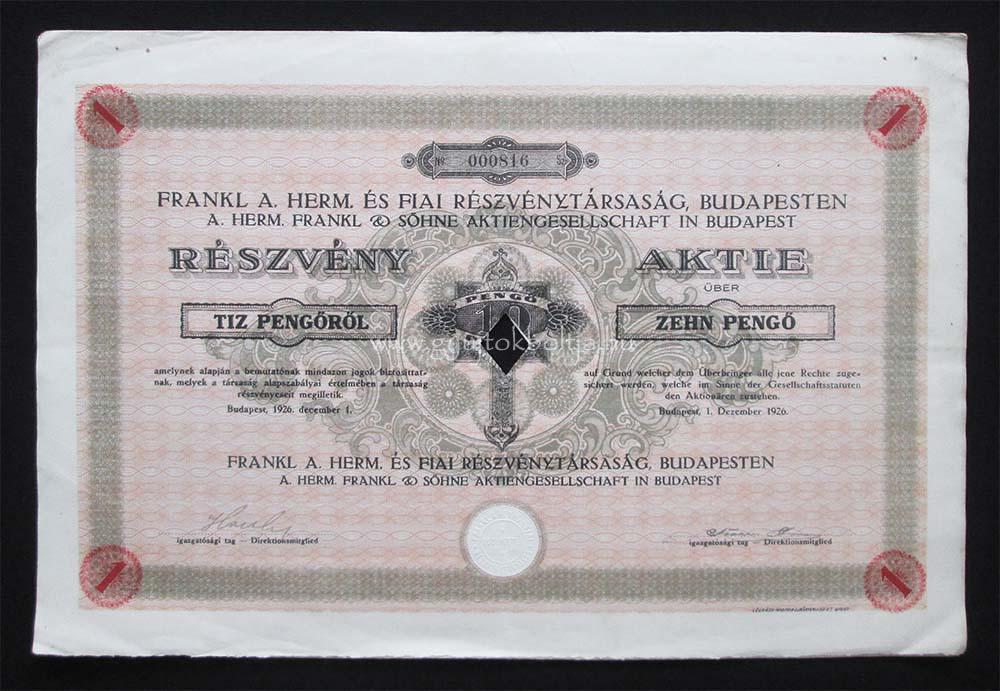 1 1
Nº 000816 Sz.
FRANKL A. HERM. ÉS FIAI RÉSZVÉNYTÁRSASÁG, BUDAPESTEN
A. HERM. FRANKL & SÖHNE AKTIENGESELLSCHAFT IN BUDAPEST
RÉSZVÉNY
TIZ PENGŐRŐL
amelynek alapján a bemutatónak mindazon jogok biztosíttat-
nak, melyek a társaság alapszabályai értelmében a társaság
részvényeseit megilletik.
Budapest, 1926. december 1.
PENGŐ
10
AKTIE
ÜBER
ZEHN PENGŐ
auf Grund welcher dem Überbringer alle jene Rechte zuge-
sichert werden, welche im Sinne der Gesellschaftsstatuten
den Aktionären zustehen.
Budapest, 1. Dezember 1926.
FRANKL A. HERM. ÉS FIAI RÉSZVÉNYTÁRSASÁG, BUDAPESTEN
A. HERM. FRANKL & SÖHNE AKTIENGESELLSCHAFT IN BUDAPEST
igazgatósági tag – Direktionsmitglied
igazgatósági tag – Direktionsmitglied
1 1